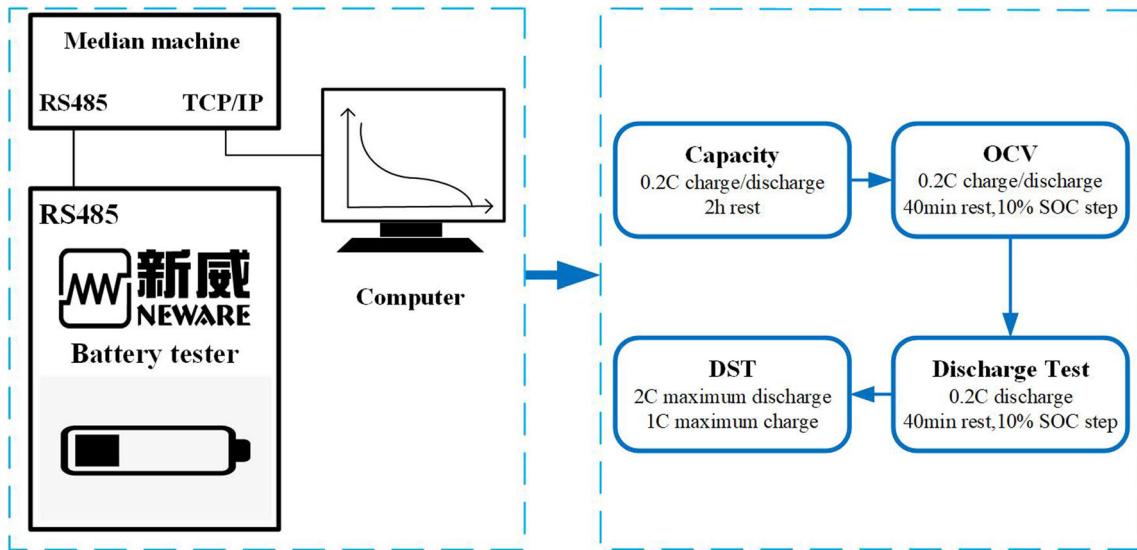 Median machine
RS485 TCP/IP
RS485
新威
NEWARE
Battery tester
Computer
Capacity
0.2C charge/discharge
2h rest
OCV
0.2C charge/discharge
40min rest,10% SOC step
DST
2C maximum discharge
1C maximum charge
Discharge Test
0.2C discharge
40min rest,10% SOC step